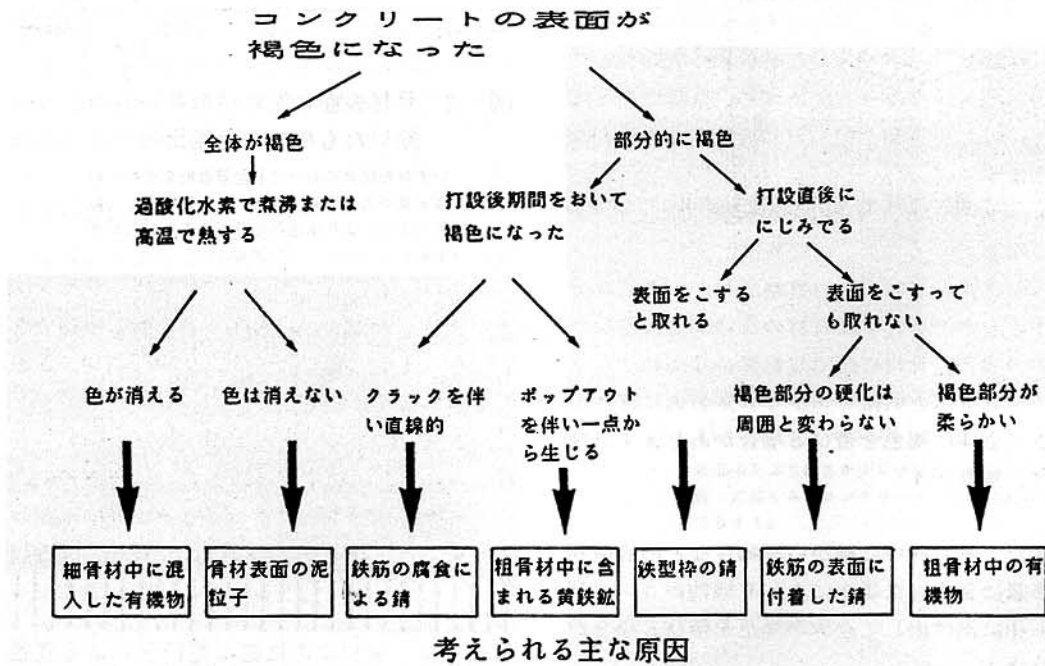 コンクリートの表面が
褐色になった
全体が褐色
部分的に褐色
過酸化水素で煮沸または
高温で熱する
打設後期間をおいて
褐色になった
打設直後に
にじみでる
表面をこする
と取れる
表面をこすって
も取れない
色が消える
色は消えない
クラックを伴
い直線的
ポップアウト
を伴い一点か
ら生じる
褐色部分の硬化は
周囲と変わらない
褐色部分が
柔らかい
細骨材中に混
入した有機物
骨材表面の泥
粒子
鉄筋の腐食に
よる錆
粗骨材中に含
まれる黄鉄鉱
鉄型枠の錆
鉄筋の表面に
付着した錆
粗骨材中の有
機物
考えられる主な原因